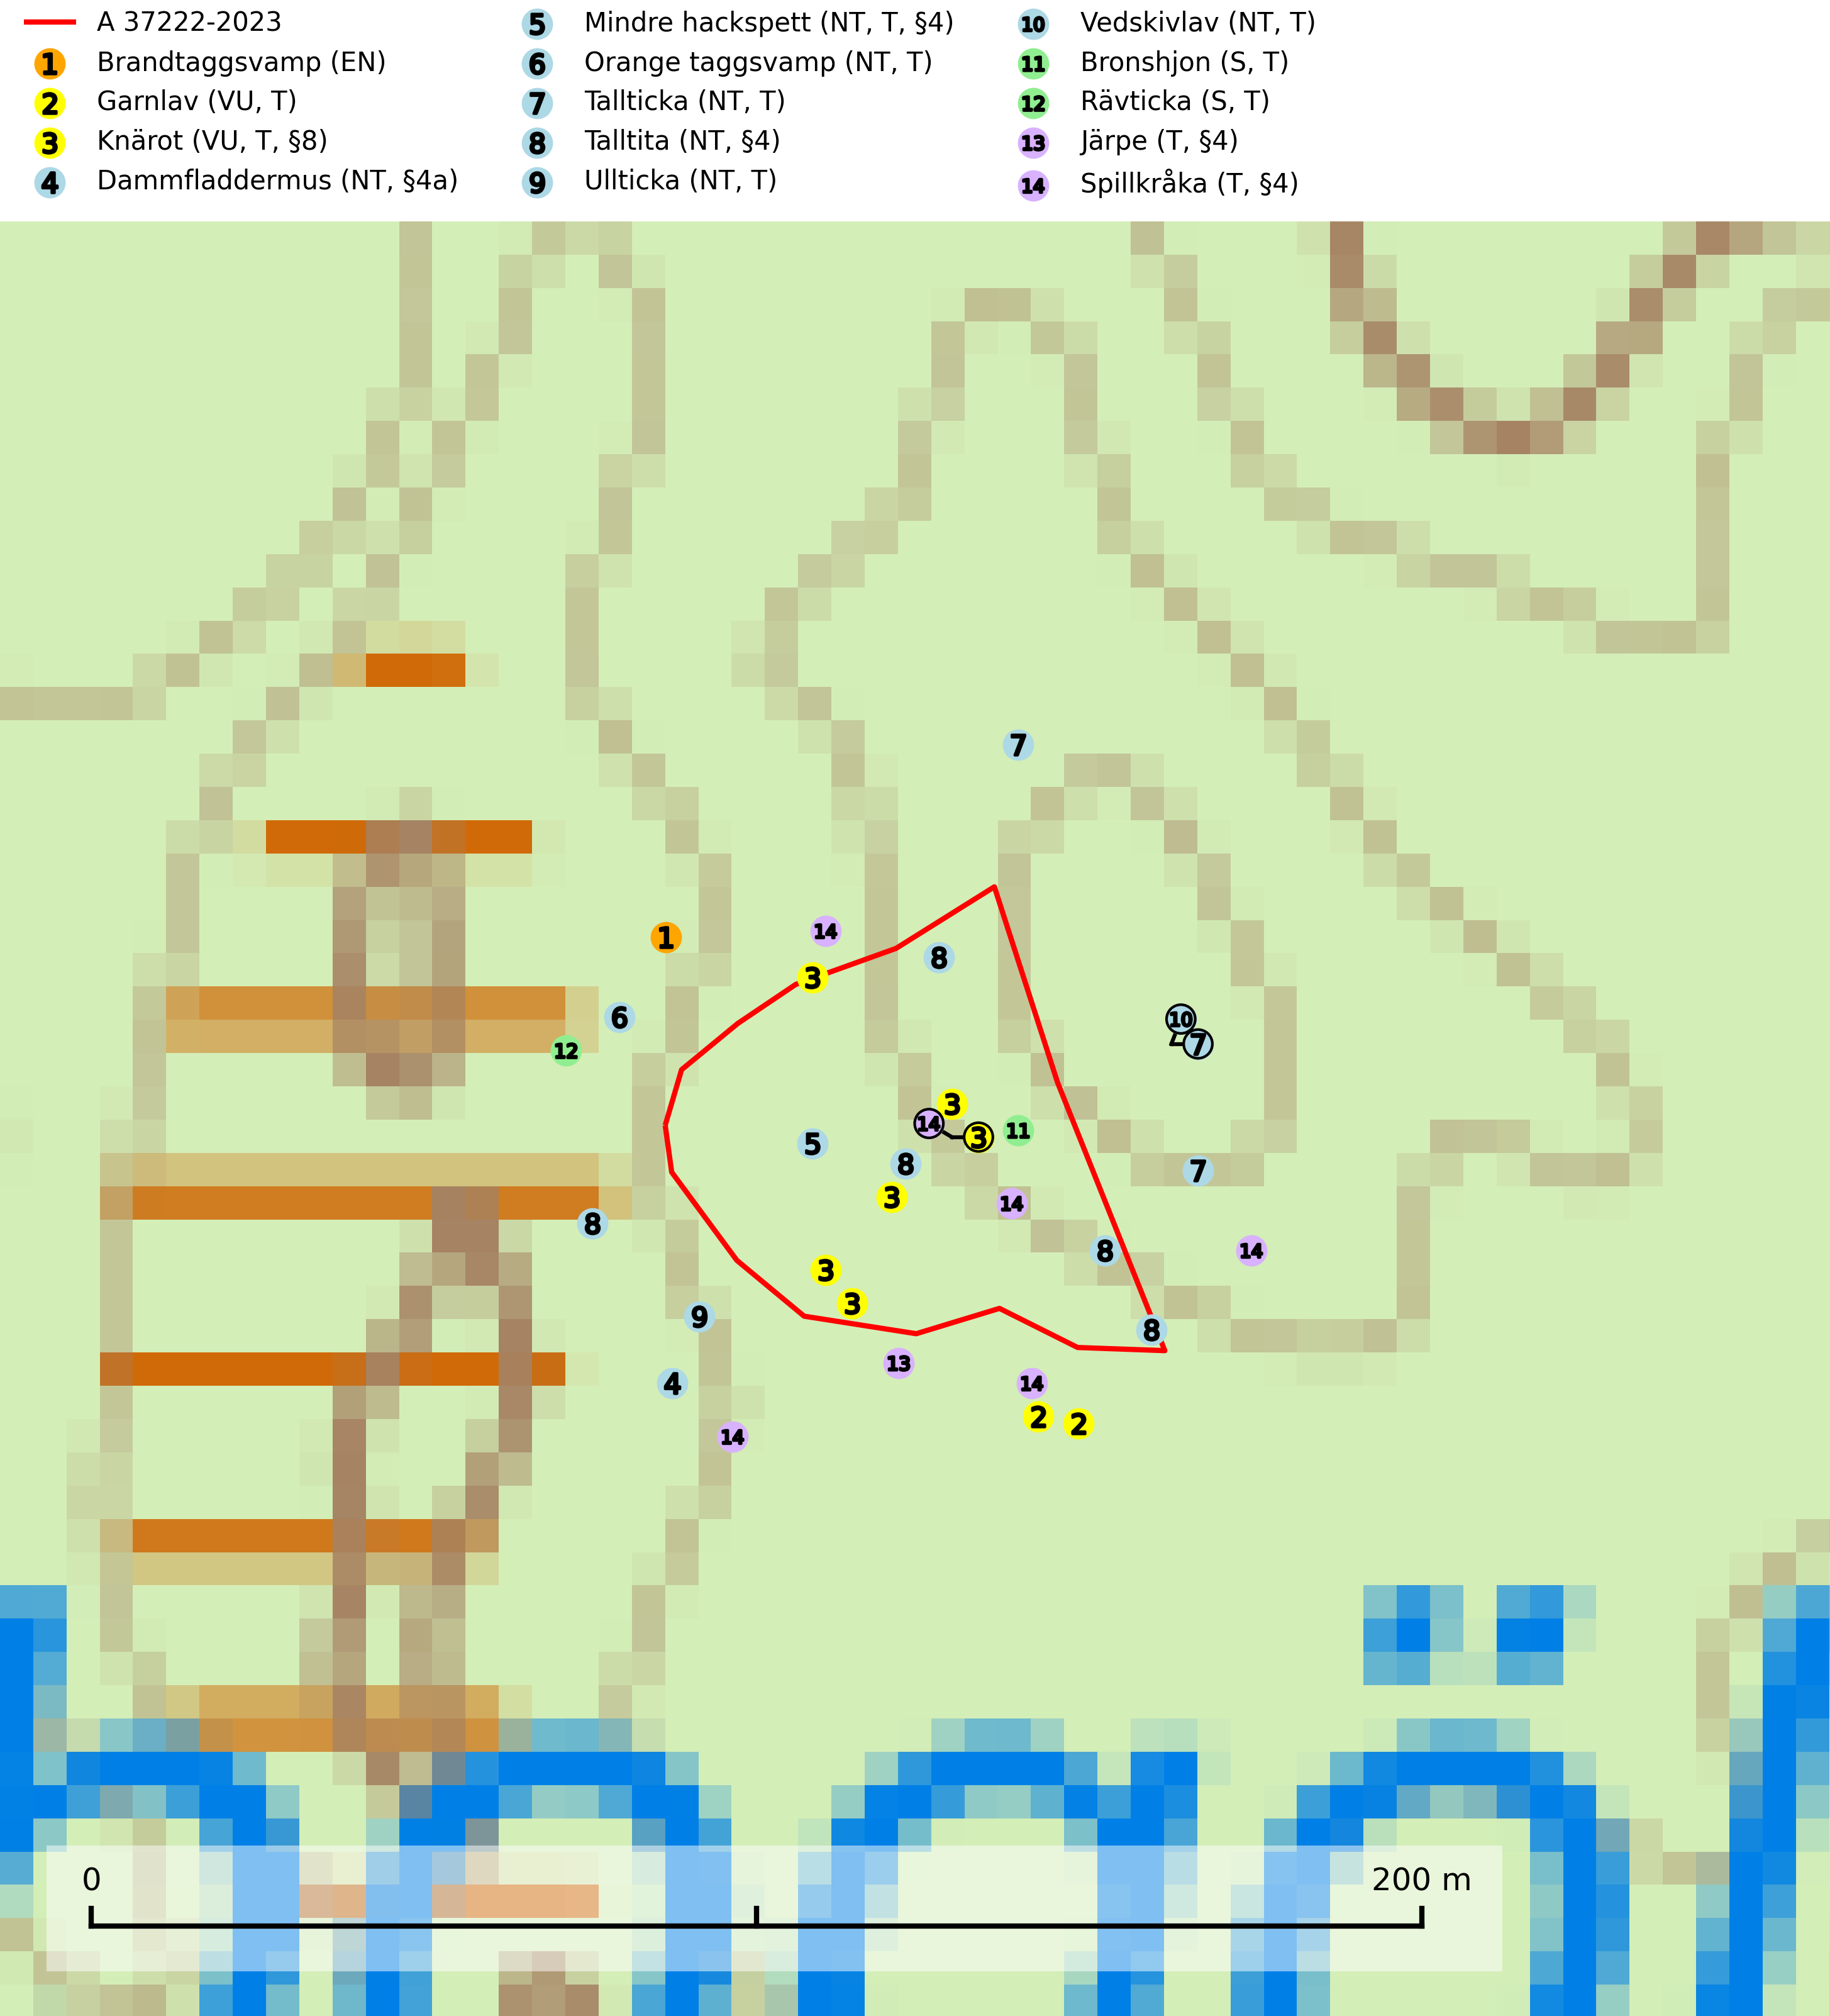 A 37222-2023
1 Brandtaggsvamp (EN)
2 Garnlav (VU, T)
3 Knärot (VU, T, §8)
4 Dammfladdermus (NT, §4a)
5 Mindre hackspett (NT, T, §4)
6 Orange taggsvamp (NT, T)
7 Tallticka (NT, T)
8 Talltita (NT, §4)
9 Ullticka (NT, T)
10 Vedskivlav (NT, T)
11 Bronshjon (S, T)
12 Rävticka (S, T)
13 Järpe (T, §4)
14 Spillkråka (T, §4)
7
1
14
8
3
6
10
12
7
3
14
3
11
5
8
7
3
14
8
8
14
3
3
9
8
13
4
14
2
2
14
0
200 m